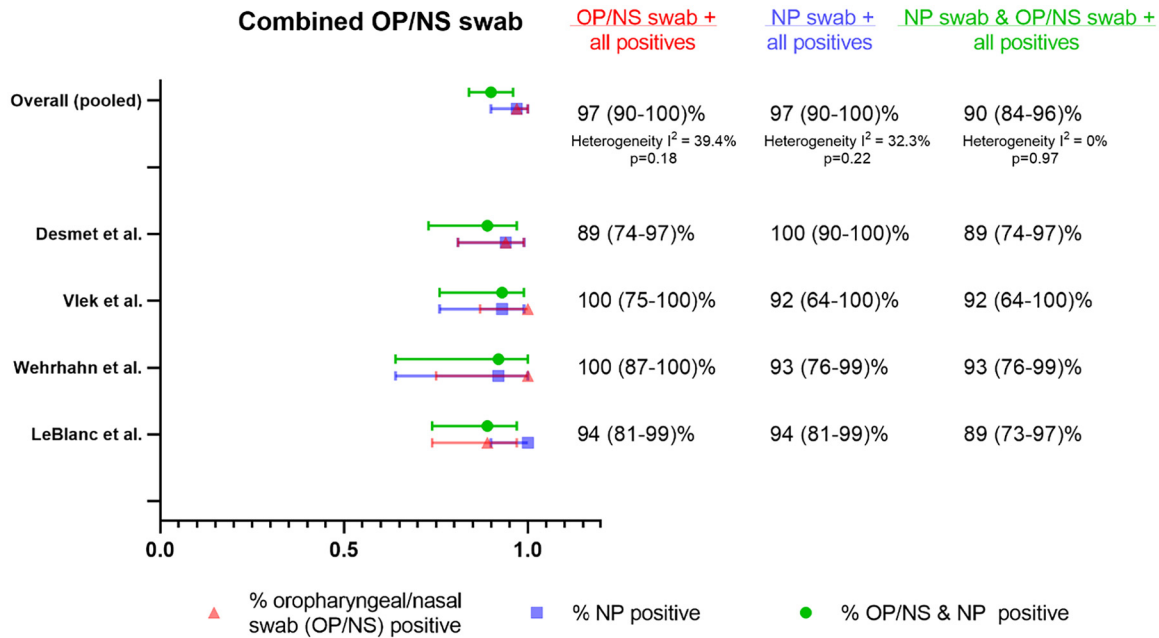 Combined OP/NS swab
OP/NS swab +
all positives
NP swab +
all positives
NP swab & OP/NS swab +
all positives
Overall (pooled)
97 (90-100)%
Heterogeneity I² = 39.4%
p=0.18
97 (90-100)%
Heterogeneity I² = 32.3%
p=0.22
90 (84-96)%
Heterogeneity I² = 0%
p=0.97
Desmet et al.
89 (74-97)%
100 (90-100)%
89 (74-97)%
Vlek et al.
100 (75-100)%
92 (64-100)%
92 (64-100)%
Wehrhahn et al.
100 (87-100)%
93 (76-99)%
93 (76-99)%
LeBlanc et al.
94 (81-99)%
94 (81-99)%
89 (73-97)%
0.0
0.5
1.0
% oropharyngeal/nasal
swab (OP/NS) positive
% NP positive
% OP/NS & NP positive